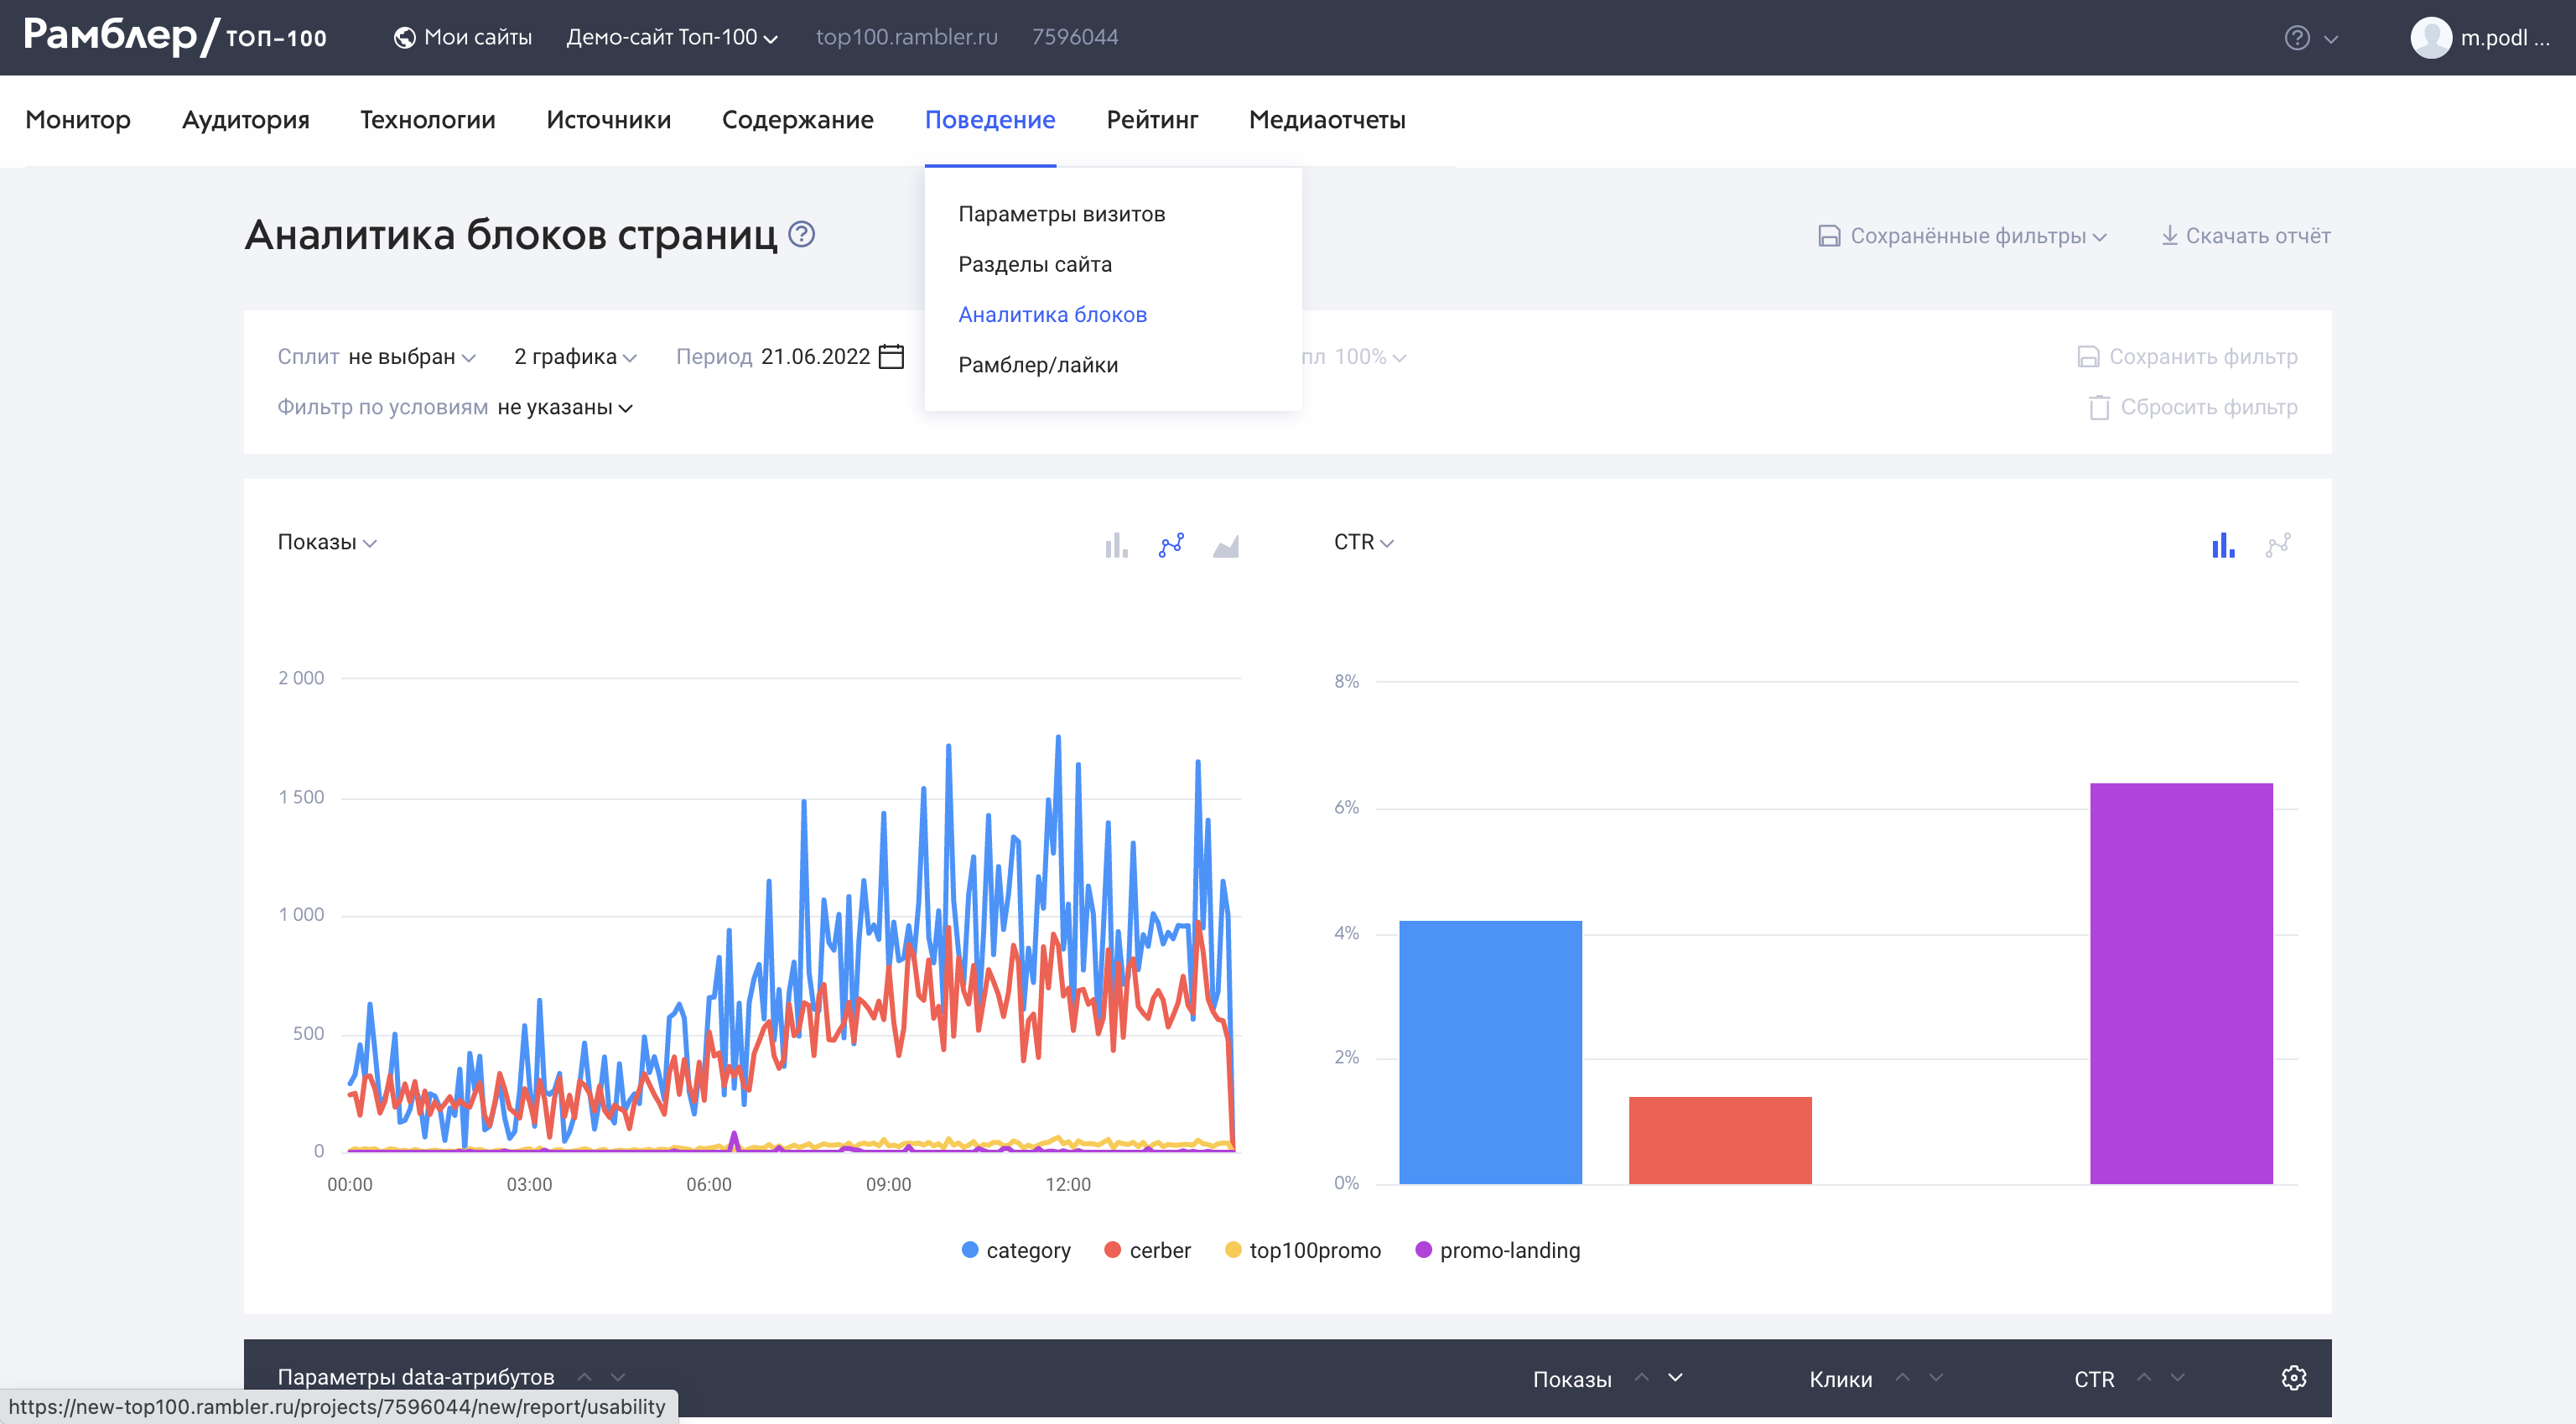 Рамблер/ топ-100 Мои сайты Демо-сайт Топ-100 top100.rambler.ru 7596044 m.podl ...
Монитор Аудитория Технологии Источники Содержание Поведение Рейтинг Медиаотчеты
Параметры визитов
Разделы сайта
Аналитика блоков
Рамблер/лайки
Аналитика блоков страниц Сохранённые фильтры Скачать отчёт
Сплит не выбран 2 графика Период 21.06.2022 пл 100% Сохранить фильтр
Фильтр по условиям не указаны Сбросить фильтр
Показы
2 000
1 500
1 000
500
0
00:00 03:00 06:00 09:00 12:00
CTR
8%
6%
4%
2%
0%
category cerber top100promo promo-landing
Параметры data-атрибутов Показы Клики CTR
https://new-top100.rambler.ru/projects/7596044/new/report/usability